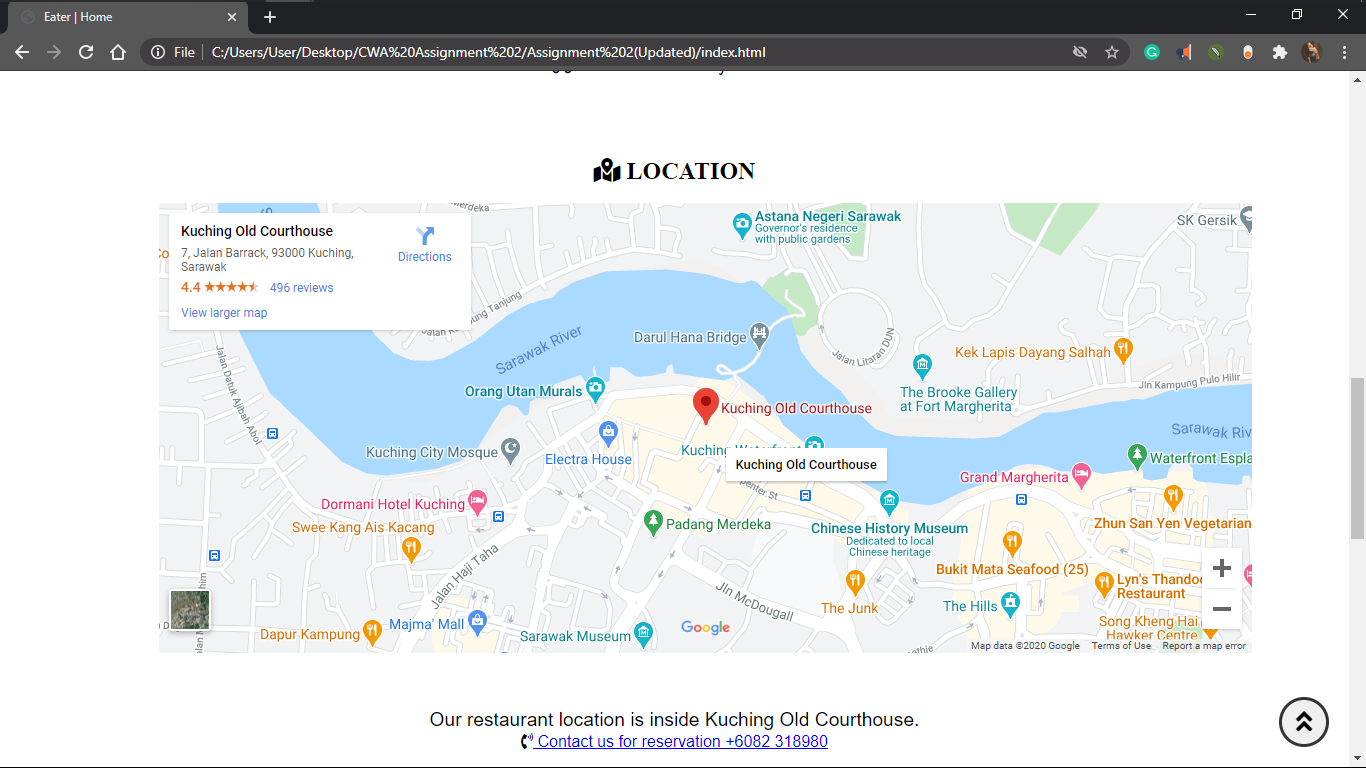 Eater | Home
File
C:/Users/User/Desktop/CWA%20Assignment%202/Assignment%202(Updated)/index.html
LOCATION
Kuching Old Courthouse
7, Jalan Barrack, 93000 Kuching,
Sarawak
4.4
496 reviews
View larger map
Directions
Merdeka
Astana Negeri Sarawak
Governor's residence
with public gardens
SK Gersik
Sarawak River
Darul Hana Bridge
Jalan Litaran DUN
Kek Lapis Dayang Salhah
Jln Kampung Pulo Hilir
Orang Utan Murals
The Brooke Gallery
at Fort Margherita
Jalan Datuk Ajibah Abol
Kuching Old Courthouse
Kuching City Mosque
Electra House
Kuching Waterfront
Kuching Old Courthouse
Sarawak Riv
Waterfront Espla
Grand Margherita
Dormani Hotel Kuching
Swee Kang Ais Kacang
Padang Merdeka
penter St
Chinese History Museum
Dedicated to local
Chinese heritage
Zhun San Yen Vegetarian
Bukit Mata Seafood (25)
Lyn's Thandoo
Restaurant
Jalan Haji Taha
Jln McDougall
The Junk
The Hills
Song Kheng Hai
Hawker Centre
Majma' Mall
Dapur Kampung
Sarawak Museum
Google
Map data ©2020 Google
Terms of Use
Report a map error
Our restaurant location is inside Kuching Old Courthouse.
Contact us for reservation +6082 318980